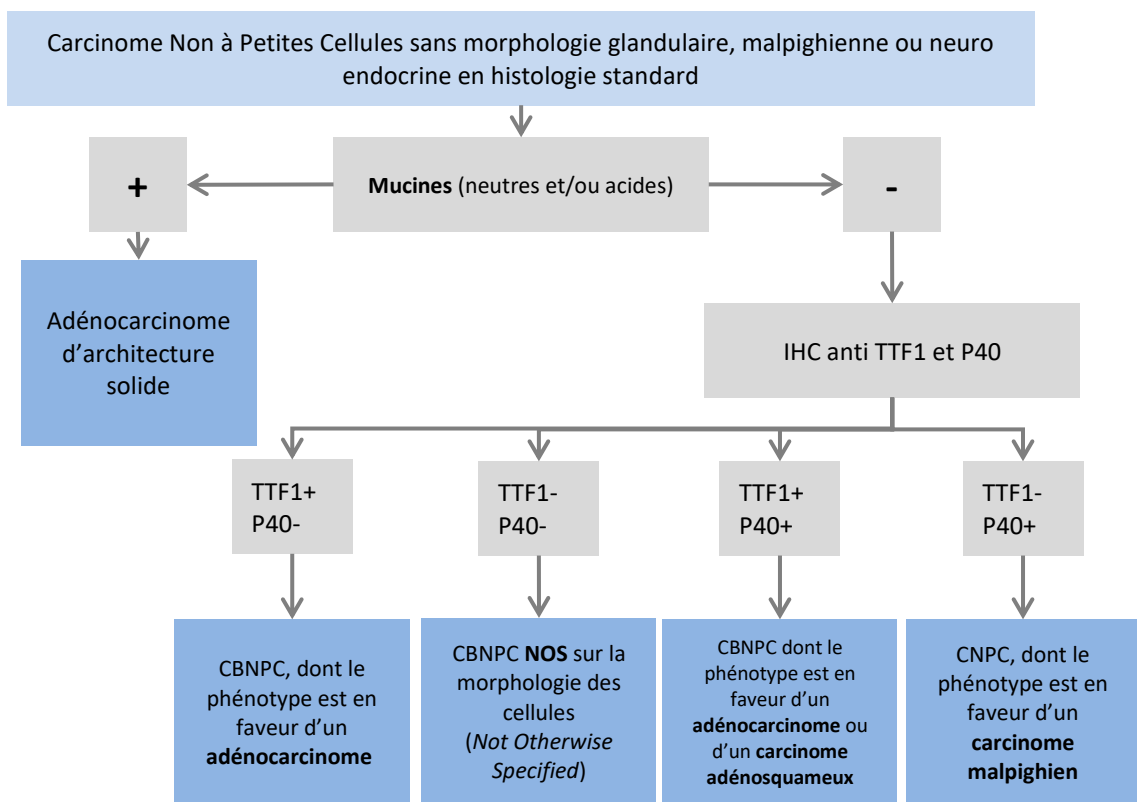 Carcinome Non à Petites Cellules sans morphologie glandulaire, malpighienne ou neuro
endocrine en histologie standard
+
Mucines (neutres et/ou acides)
-
Adénocarcinome
d’architecture
solide
IHC anti TTF1 et P40
TTF1+
P40-
TTF1-
P40-
TTF1+
P40+
TTF1-
P40+
CBNPC, dont le
phénotype est en
faveur d’un
adénocarcinome
CBNPC NOS sur la
morphologie des
cellules
(Not Otherwise
Specified)
CBNPC dont le
phénotype est en
faveur d’un
adénocarcinome ou
d’un carcinome
adénosquameux
CNPC, dont le
phénotype est en
faveur d’un
carcinome
malpighien